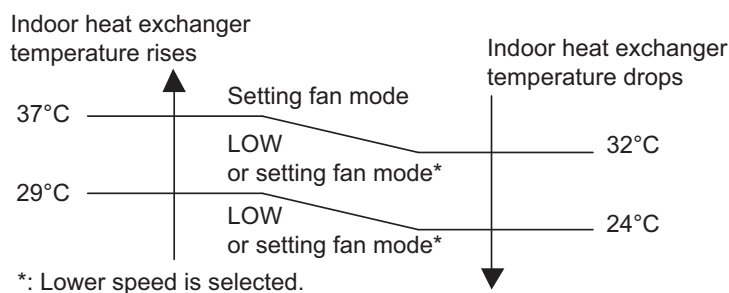 Indoor heat exchanger
temperature rises
Indoor heat exchanger
temperature drops
Setting fan mode
37°C
LOW
or setting fan mode*
32°C
29°C
LOW
or setting fan mode*
24°C
*: Lower speed is selected.